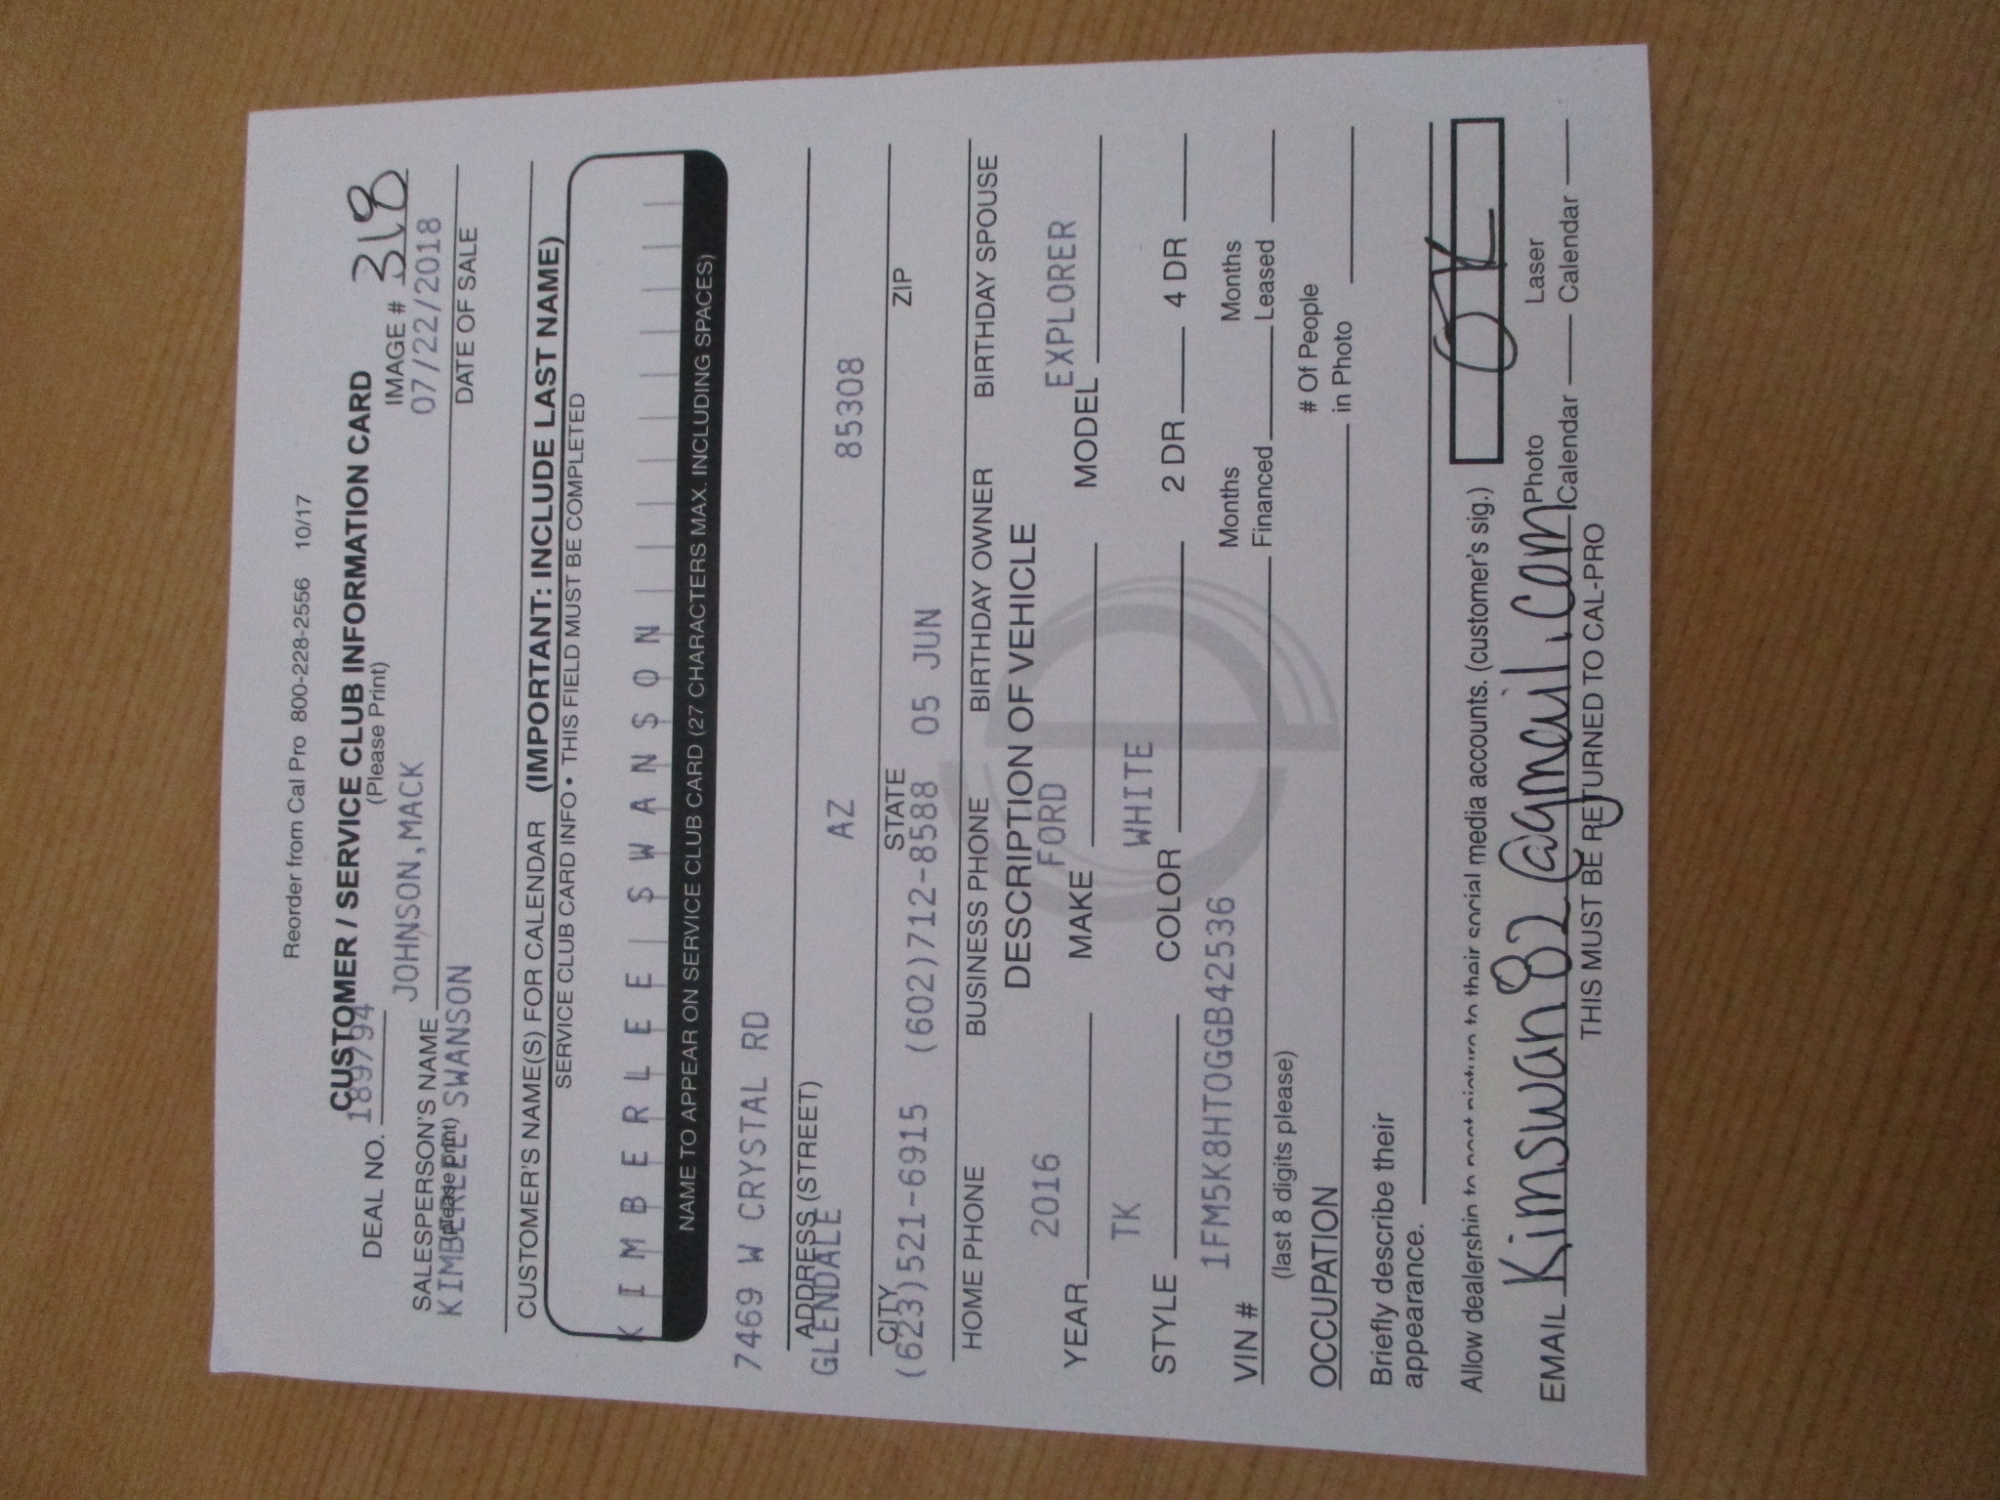 Reorder from Cal Pro 800-228-2556 10/17
CUSTOMER / SERVICE CLUB INFORMATION CARD
(Please Print)
DEAL NO. 189794 IMAGE # 318
JOHNSON,MACK 07/22/2018
SALESPERSON'S NAME DATE OF SALE
(please print)
KIMBERLEE SWANSON
CUSTOMER'S NAME(S) FOR CALENDAR (IMPORTANT: INCLUDE LAST NAME)
SERVICE CLUB CARD INFO • THIS FIELD MUST BE COMPLETED
K I M B E R L E E S W A N S O N
NAME TO APPEAR ON SERVICE CLUB CARD (27 CHARACTERS MAX. INCLUDING SPACES)
7469 W CRYSTAL RD
ADDRESS (STREET)
GLENDALE AZ 85308
CITY STATE ZIP
(623)521-6915 (602)712-8588 05 JUN
HOME PHONE BUSINESS PHONE BIRTHDAY OWNER BIRTHDAY SPOUSE
DESCRIPTION OF VEHICLE
2016 FORD EXPLORER
YEAR MAKE MODEL
TK WHITE
STYLE COLOR 2 DR 4 DR
1FM5K8HT0GGB42536
VIN # Months Financed Months Leased
(last 8 digits please)
OCCUPATION # Of People in Photo
Briefly describe their
appearance.
Allow dealership to post picture to their social media accounts. (customer's sig.) OK
EMAIL Kimswan82@gmail.com Photo Calendar Laser Calendar
THIS MUST BE RETURNED TO CAL-PRO